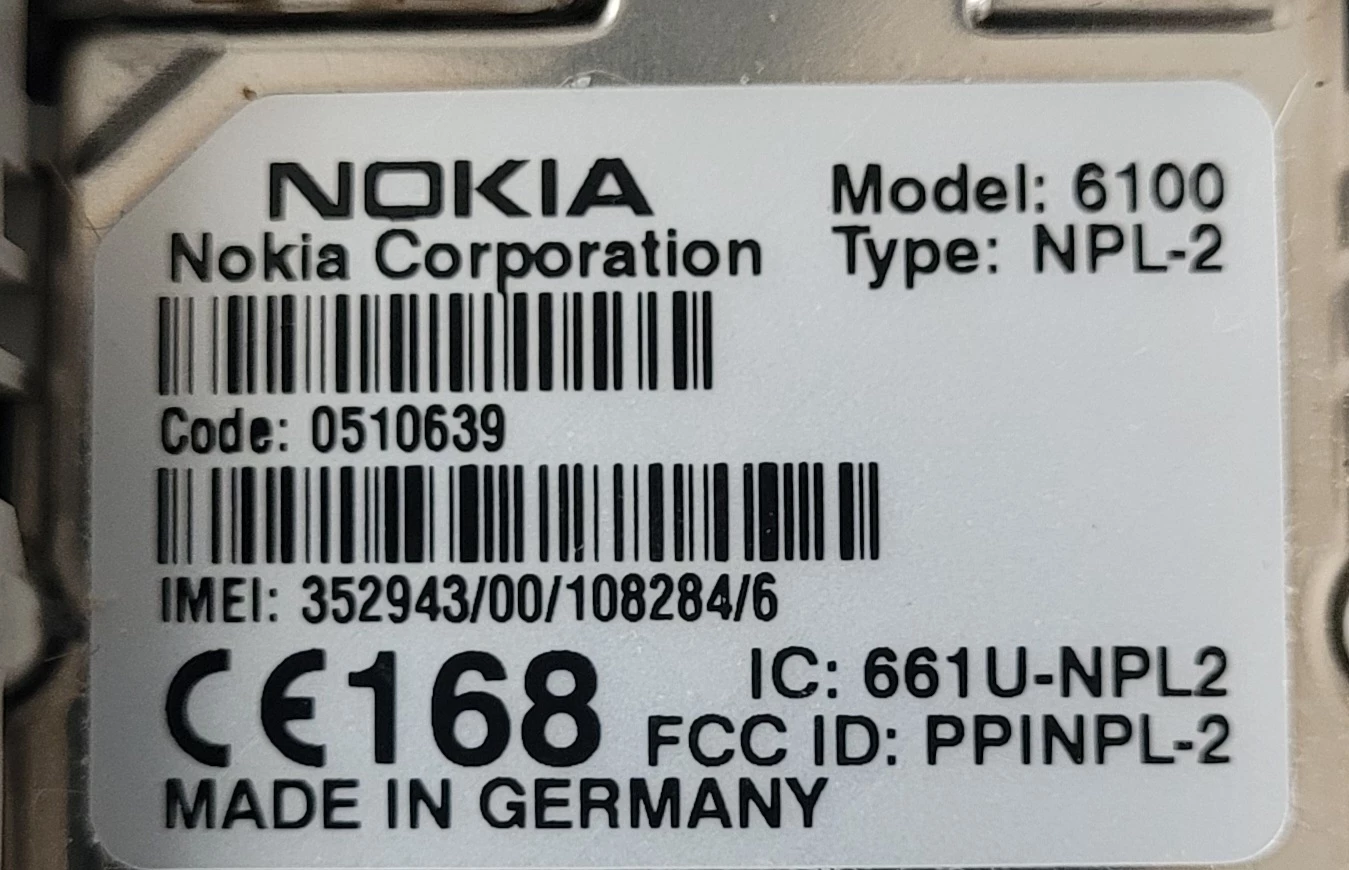 NOKIA
Nokia Corporation
Model: 6100
Type: NPL-2
Code: 0510639
IMEI: 352943/00/108284/6
CE168
IC: 661U-NPL2
FCC ID: PPINPL-2
MADE IN GERMANY